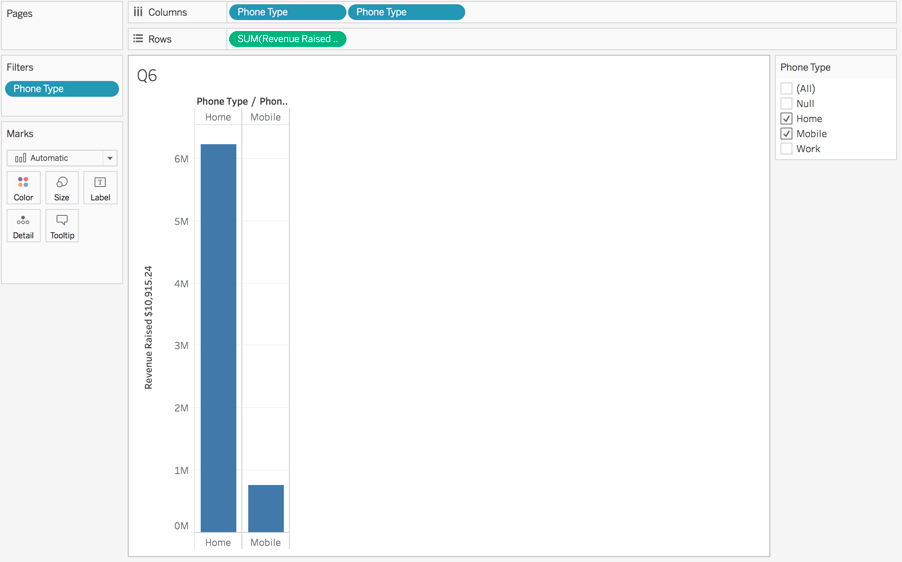 Pages
Columns
Phone Type
Phone Type
Rows
SUM(Revenue Raised ..
Filters
Phone Type
Marks
Automatic
Color
Size
Label
Detail
Tooltip
Q6
Phone Type / Phon..
Home
Mobile
Revenue Raised $10,915.24
6M
5M
4M
3M
2M
1M
0M
Home
Mobile
Phone Type
(All)
Null
Home
Mobile
Work